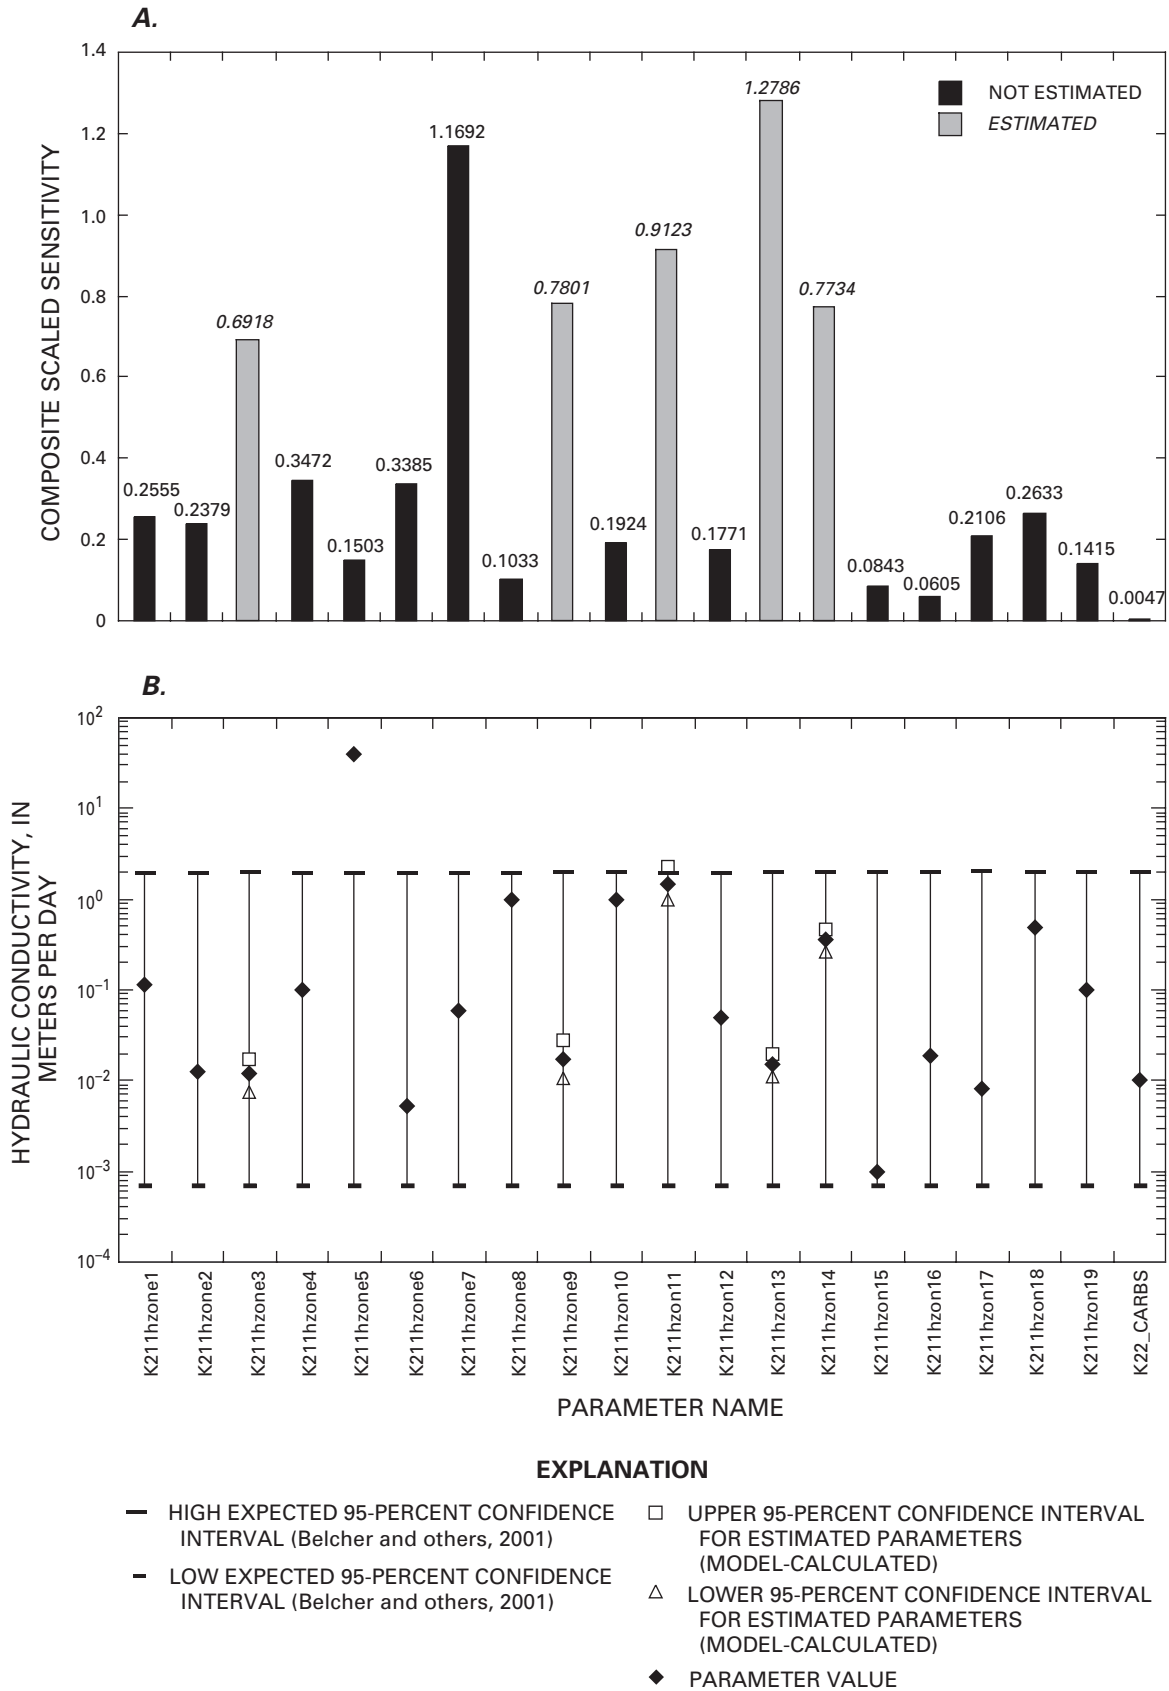 A.
COMPOSITE SCALED SENSITIVITY
1.4
1.2
1.0
0.8
0.6
0.4
0.2
0
NOT ESTIMATED
ESTIMATED
0.2555
0.2379
0.6918
0.3472
0.1503
0.3385
1.1692
0.1033
0.7801
0.1924
0.9123
0.1771
1.2786
0.7734
0.0843
0.0605
0.2106
0.2633
0.1415
0.0047
B.
HYDRAULIC CONDUCTIVITY, IN
METERS PER DAY
10²
10¹
10⁰
10⁻¹
10⁻²
10⁻³
10⁻⁴
K211hzone1
K211hzone2
K211hzone3
K211hzone4
K211hzone5
K211hzone6
K211hzone7
K211hzone8
K211hzone9
K211hzon10
K211hzon11
K211hzon12
K211hzon13
K211hzon14
K211hzon15
K211hzon16
K211hzon17
K211hzon18
K211hzon19
K22_CARBS
PARAMETER NAME
EXPLANATION
HIGH EXPECTED 95-PERCENT CONFIDENCE
INTERVAL (Belcher and others, 2001)
LOW EXPECTED 95-PERCENT CONFIDENCE
INTERVAL (Belcher and others, 2001)
UPPER 95-PERCENT CONFIDENCE INTERVAL
FOR ESTIMATED PARAMETERS
(MODEL-CALCULATED)
LOWER 95-PERCENT CONFIDENCE INTERVAL
FOR ESTIMATED PARAMETERS
(MODEL-CALCULATED)
PARAMETER VALUE